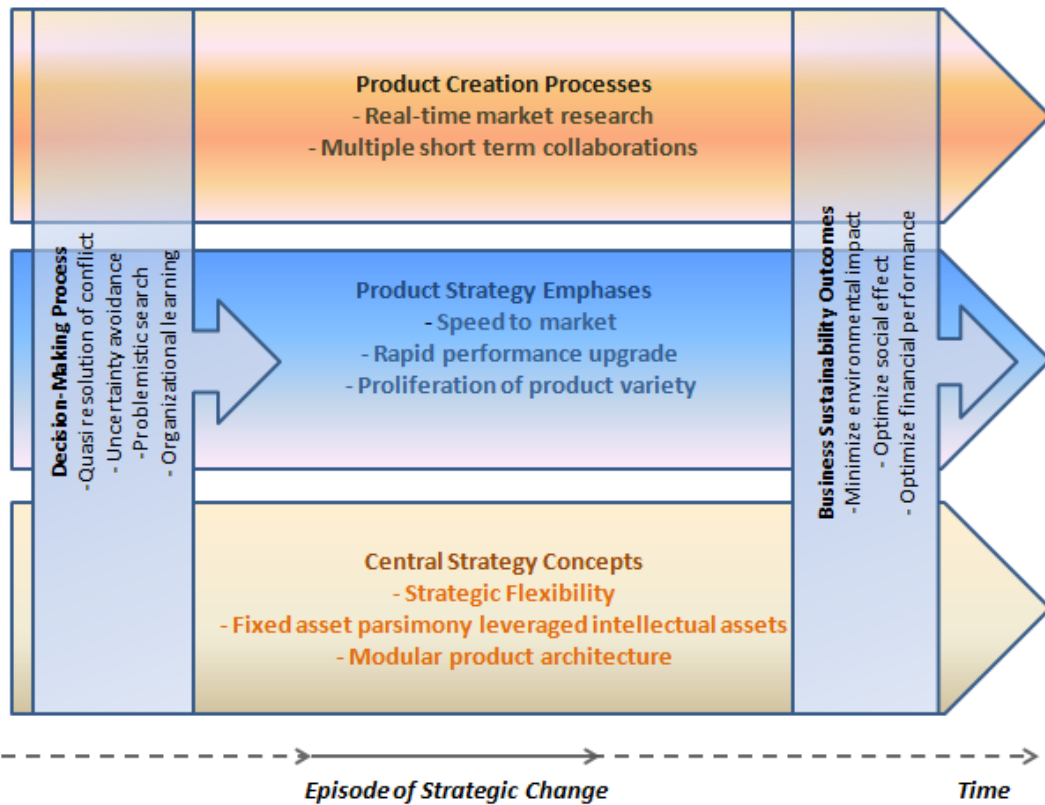 Product Creation Processes
- Real-time market research
- Multiple short term collaborations
Decision-Making Process
-Quasi resolution of conflict
- Uncertainty avoidance
-Problemistic search
- Organizational learning
Product Strategy Emphases
- Speed to market
- Rapid performance upgrade
- Proliferation of product variety
Business Sustainability Outcomes
-Minimize environmental impact
- Optimize social effect
- Optimize financial performance
Central Strategy Concepts
- Strategic Flexibility
- Fixed asset parsimony leveraged intellectual assets
- Modular product architecture
Episode of Strategic Change
Time